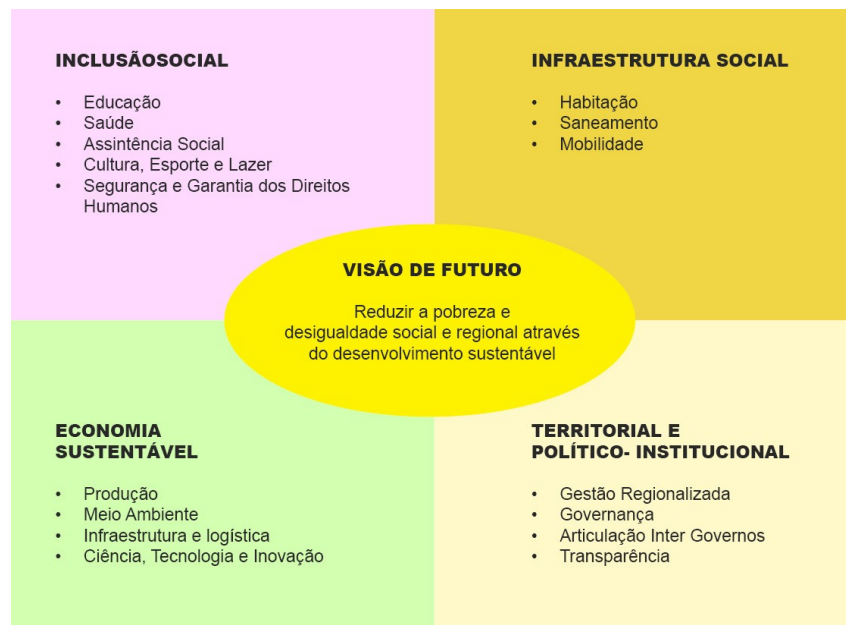 INCLUSÃOSOCIAL
• Educação
• Saúde
• Assintência Social
• Cultura, Esporte e Lazer
• Segurança e Garantia dos Direitos
Humanos
INFRAESTRUTURA SOCIAL
• Habitação
• Saneamento
• Mobilidade
VISÃO DE FUTURO
Reduzir a pobreza e
desigualdade social e regional através
do desenvolvimento sustentável
ECONOMIA
SUSTENTÁVEL
• Produção
• Meio Ambiente
• Infraestrutura e logística
• Ciência, Tecnologia e Inovação
TERRITORIAL E
POLÍTICO- INSTITUCIONAL
• Gestão Regionalizada
• Governança
• Articulação Inter Governos
• Transparência